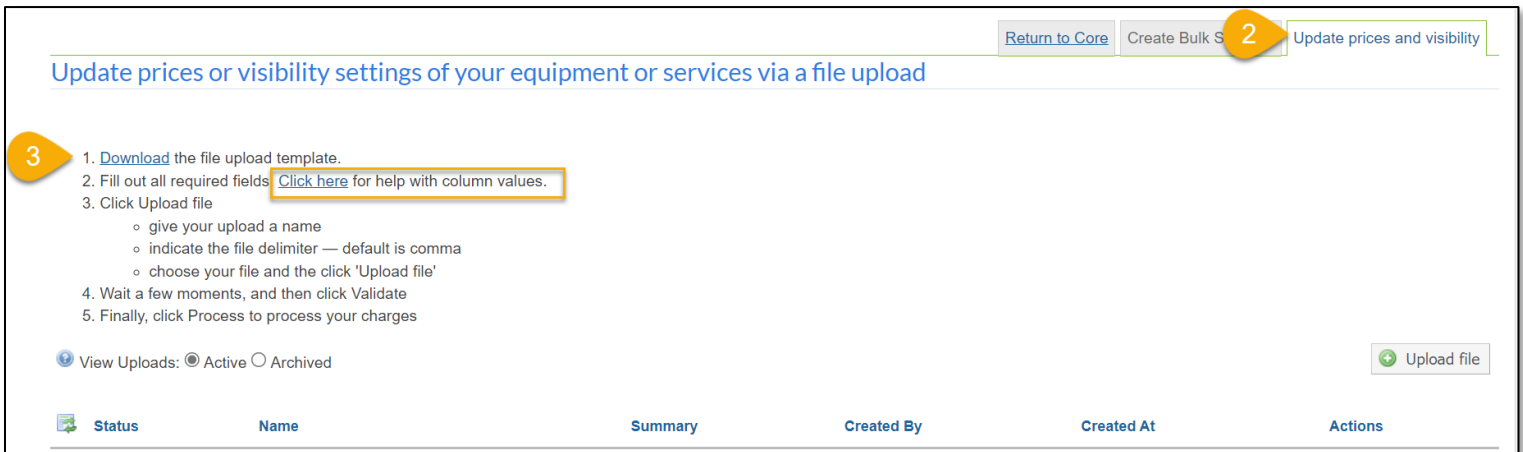 Return to Core
Create Bulk S
2
Update prices and visibility
Update prices or visibility settings of your equipment or services via a file upload
3
1. Download the file upload template.
2. Fill out all required fields Click here for help with column values.
3. Click Upload file
give your upload a name
indicate the file delimiter — default is comma
choose your file and the click 'Upload file'
4. Wait a few moments, and then click Validate
5. Finally, click Process to process your charges
View Uploads: Active Archived
Upload file
Status Name Summary Created By Created At Actions